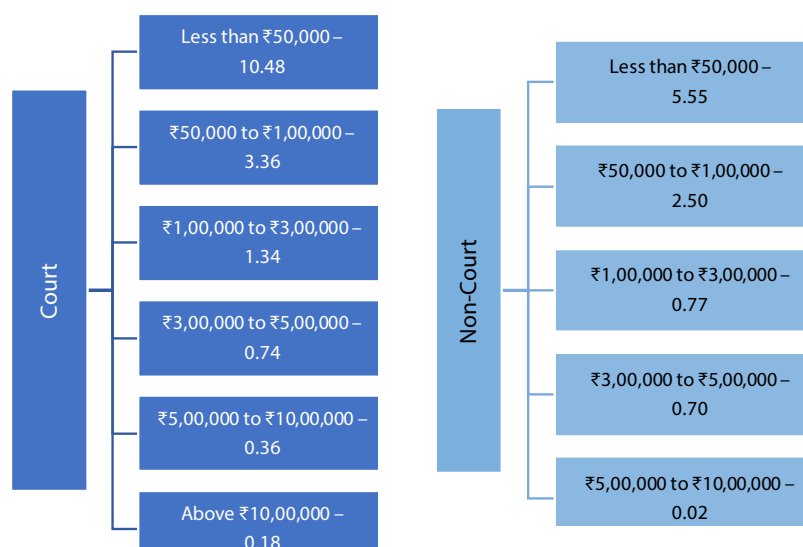 Court
Less than ₹50,000 –
10.48
₹50,000 to ₹1,00,000 –
3.36
₹1,00,000 to ₹3,00,000 –
1.34
₹3,00,000 to ₹5,00,000 –
0.74
₹5,00,000 to ₹10,00,000 –
0.36
Above ₹10,00,000 –
0.18
Non-Court
Less than ₹50,000 –
5.55
₹50,000 to ₹1,00,000 –
2.50
₹1,00,000 to ₹3,00,000 –
0.77
₹3,00,000 to ₹5,00,000 –
0.70
₹5,00,000 to ₹10,00,000 –
0.02